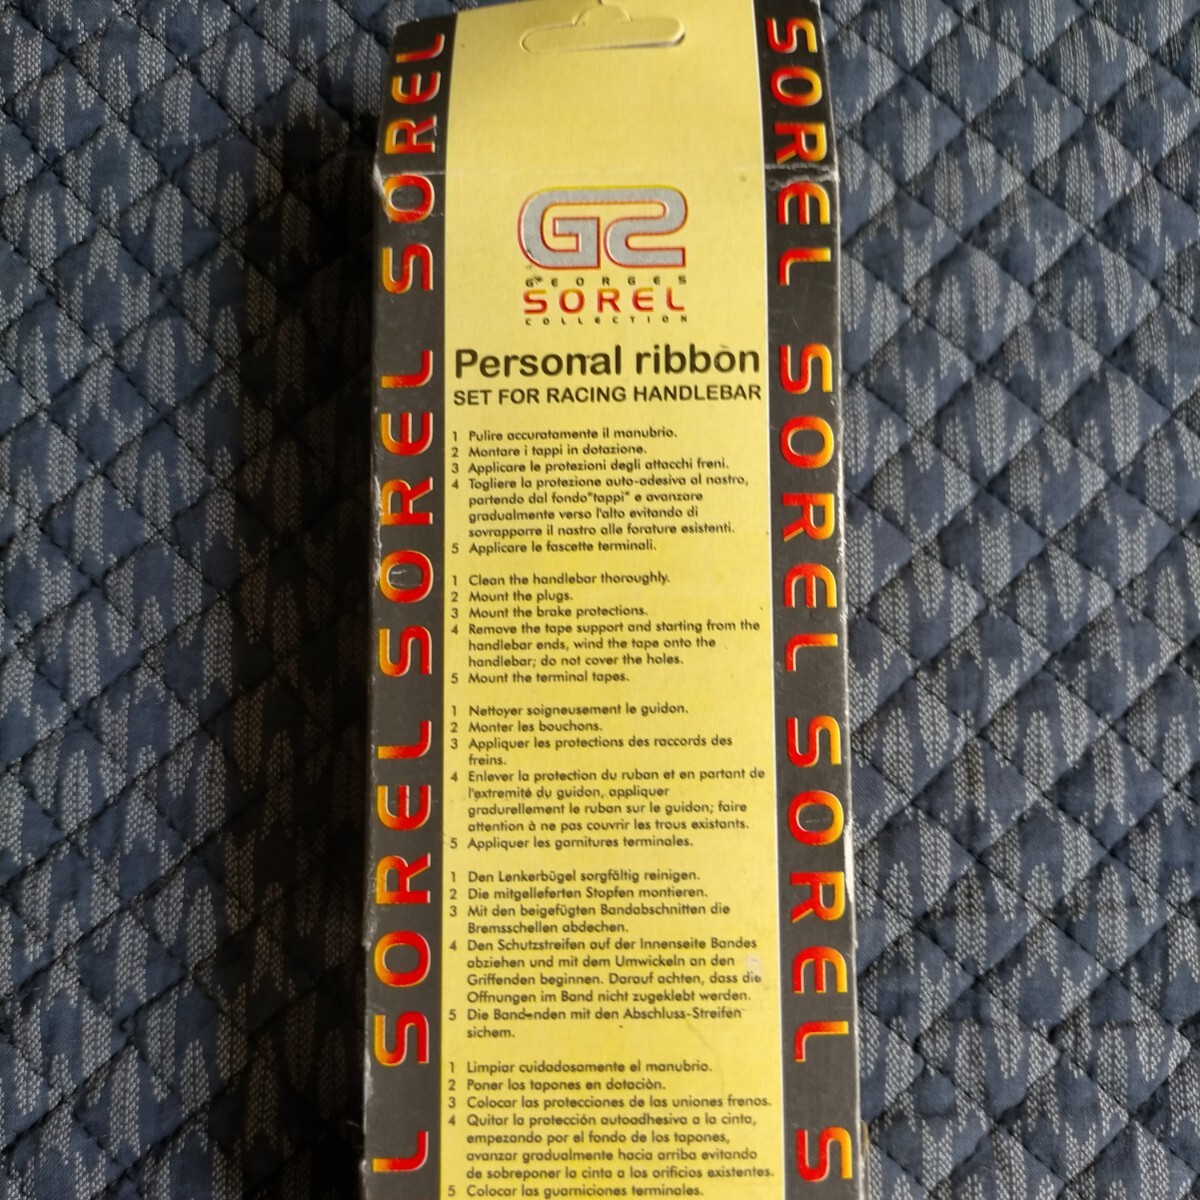 GS
GEORGES
SOREL
COLLECTION
Personal ribbon
SET FOR RACING HANDLEBAR
1 Pulire accuratamente il manubrio.
2 Montare i tappi in dotazione.
3 Applicare le protezioni degli attacchi freni.
4 Togliere la protezione auto-adesiva al nastro,
partendo dal fondo"tappi" e avanzare
gradualmente verso l'alto evitando di
sovrapporre il nastro alle forature esistenti.
5 Applicare le fascette terminali.
1 Clean the handlebar thoroughly.
2 Mount the plugs.
3 Mount the brake protections.
4 Remove the tape support and starting from the
handlebar ends, wind the tape onto the
handlebar; do not cover the holes.
5 Mount the terminal tapes.
1 Nettoyer soigneusement le guidon.
2 Monter les bouchons.
3 Appliquer les protections des raccords des
freins.
4 Enlever la protection du ruban et en partant de
l'extremité du guidon, appliquer
gradurellement le ruban sur le guidon; faire
attention à ne pas couvrir les trous existants.
5 Appliquer les garnitures terminales.
1 Den Lenkerbügel sorgfältig reinigen.
2 Die mitgelleferten Stopfen montieren.
3 Mit den beigefügten Bandabschnitten die
Bremsschellen abdechen.
4 Den Schutzstreifen auf der Innenseite Bandes
abziehen und mit dem Umwickeln an den
Griffenden beginnen. Darauf achten, dass die
Offnungen im Band nicht zugeklebt werden.
5 Die Bandenden mit den Abschluss-Streifen
sichem.
1 Limpiar cuidadosamente el manubrio.
2 Poner los tapones en dotaciòn.
3 Colocar las protecciones de las uniones frenos.
4 Quitar la protección autoadhesiva a la cinta,
empezando por el fondo de los tapones,
avanzar gradualmente hacia arriba evitando
de sobreponer la cinta a los orificios existentes.
5 Colocar las guarniciones terminales.
L SOREL SOREL SOREL SOREL
SOREL SOREL SOREL S